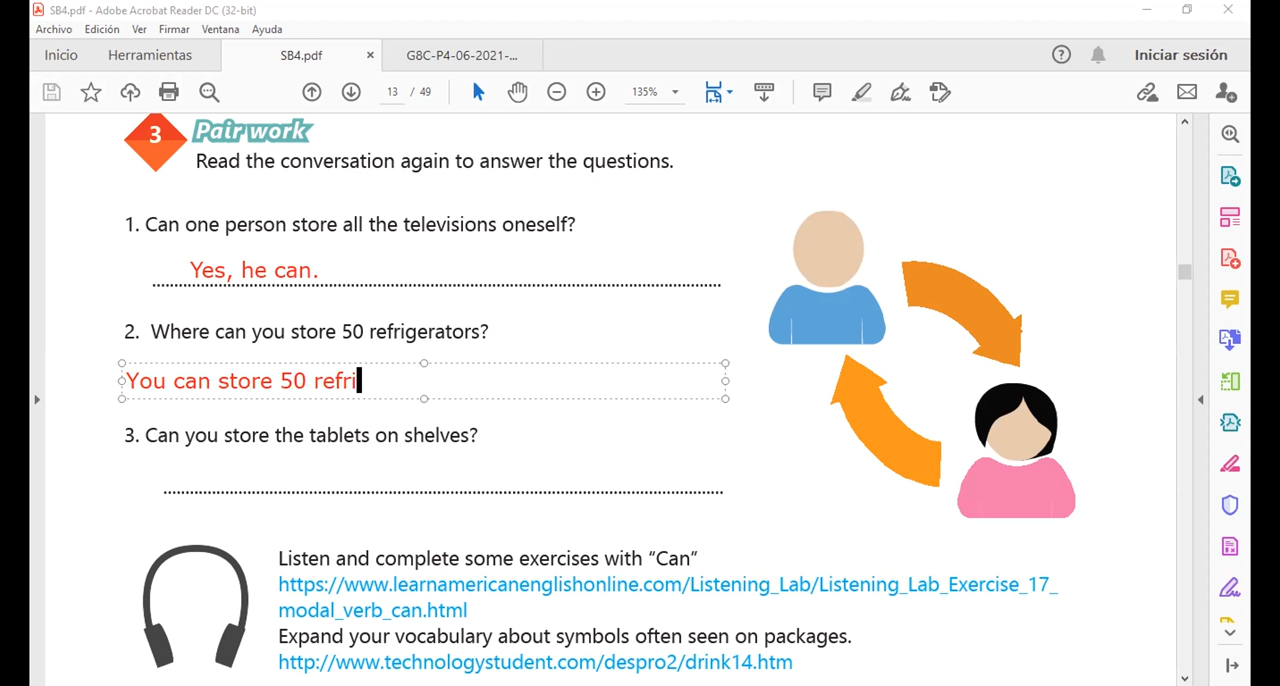 SB4.pdf - Adobe Acrobat Reader DC (32-bit)
Archivo Edición Ver Firmar Ventana Ayuda
Inicio Herramientas SB4.pdf × G8C-P4-06-2021-... Iniciar sesión
13 / 49 135%
3 Pair work
Read the conversation again to answer the questions.
1. Can one person store all the televisions oneself?
Yes, he can.
2. Where can you store 50 refrigerators?
You can store 50 refri
3. Can you store the tablets on shelves?
Listen and complete some exercises with “Can”
https://www.learnamericanenglishonline.com/Listening_Lab/Listening_Lab_Exercise_17_
modal_verb_can.html
Expand your vocabulary about symbols often seen on packages.
http://www.technologystudent.com/despro2/drink14.htm